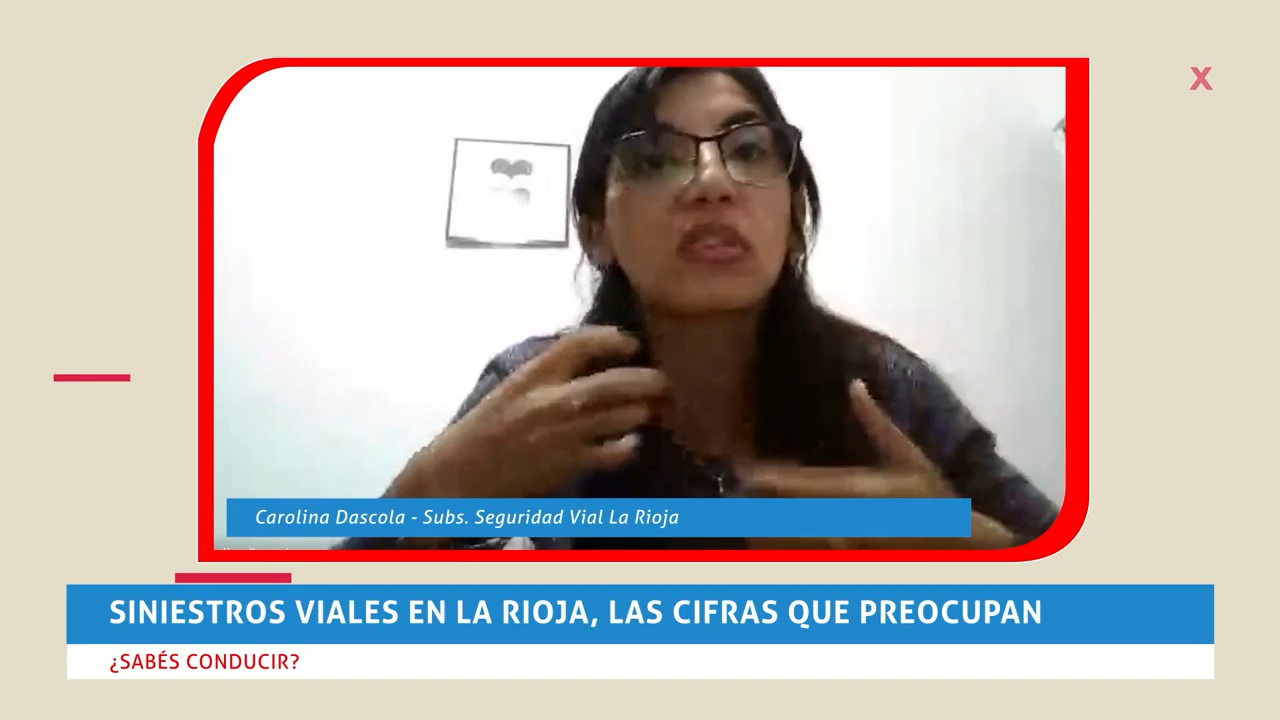 X
Carolina Dascola - Subs. Seguridad Vial La Rioja
SINIESTROS VIALES EN LA RIOJA, LAS CIFRAS QUE PREOCUPAN
¿SABÉS CONDUCIR?